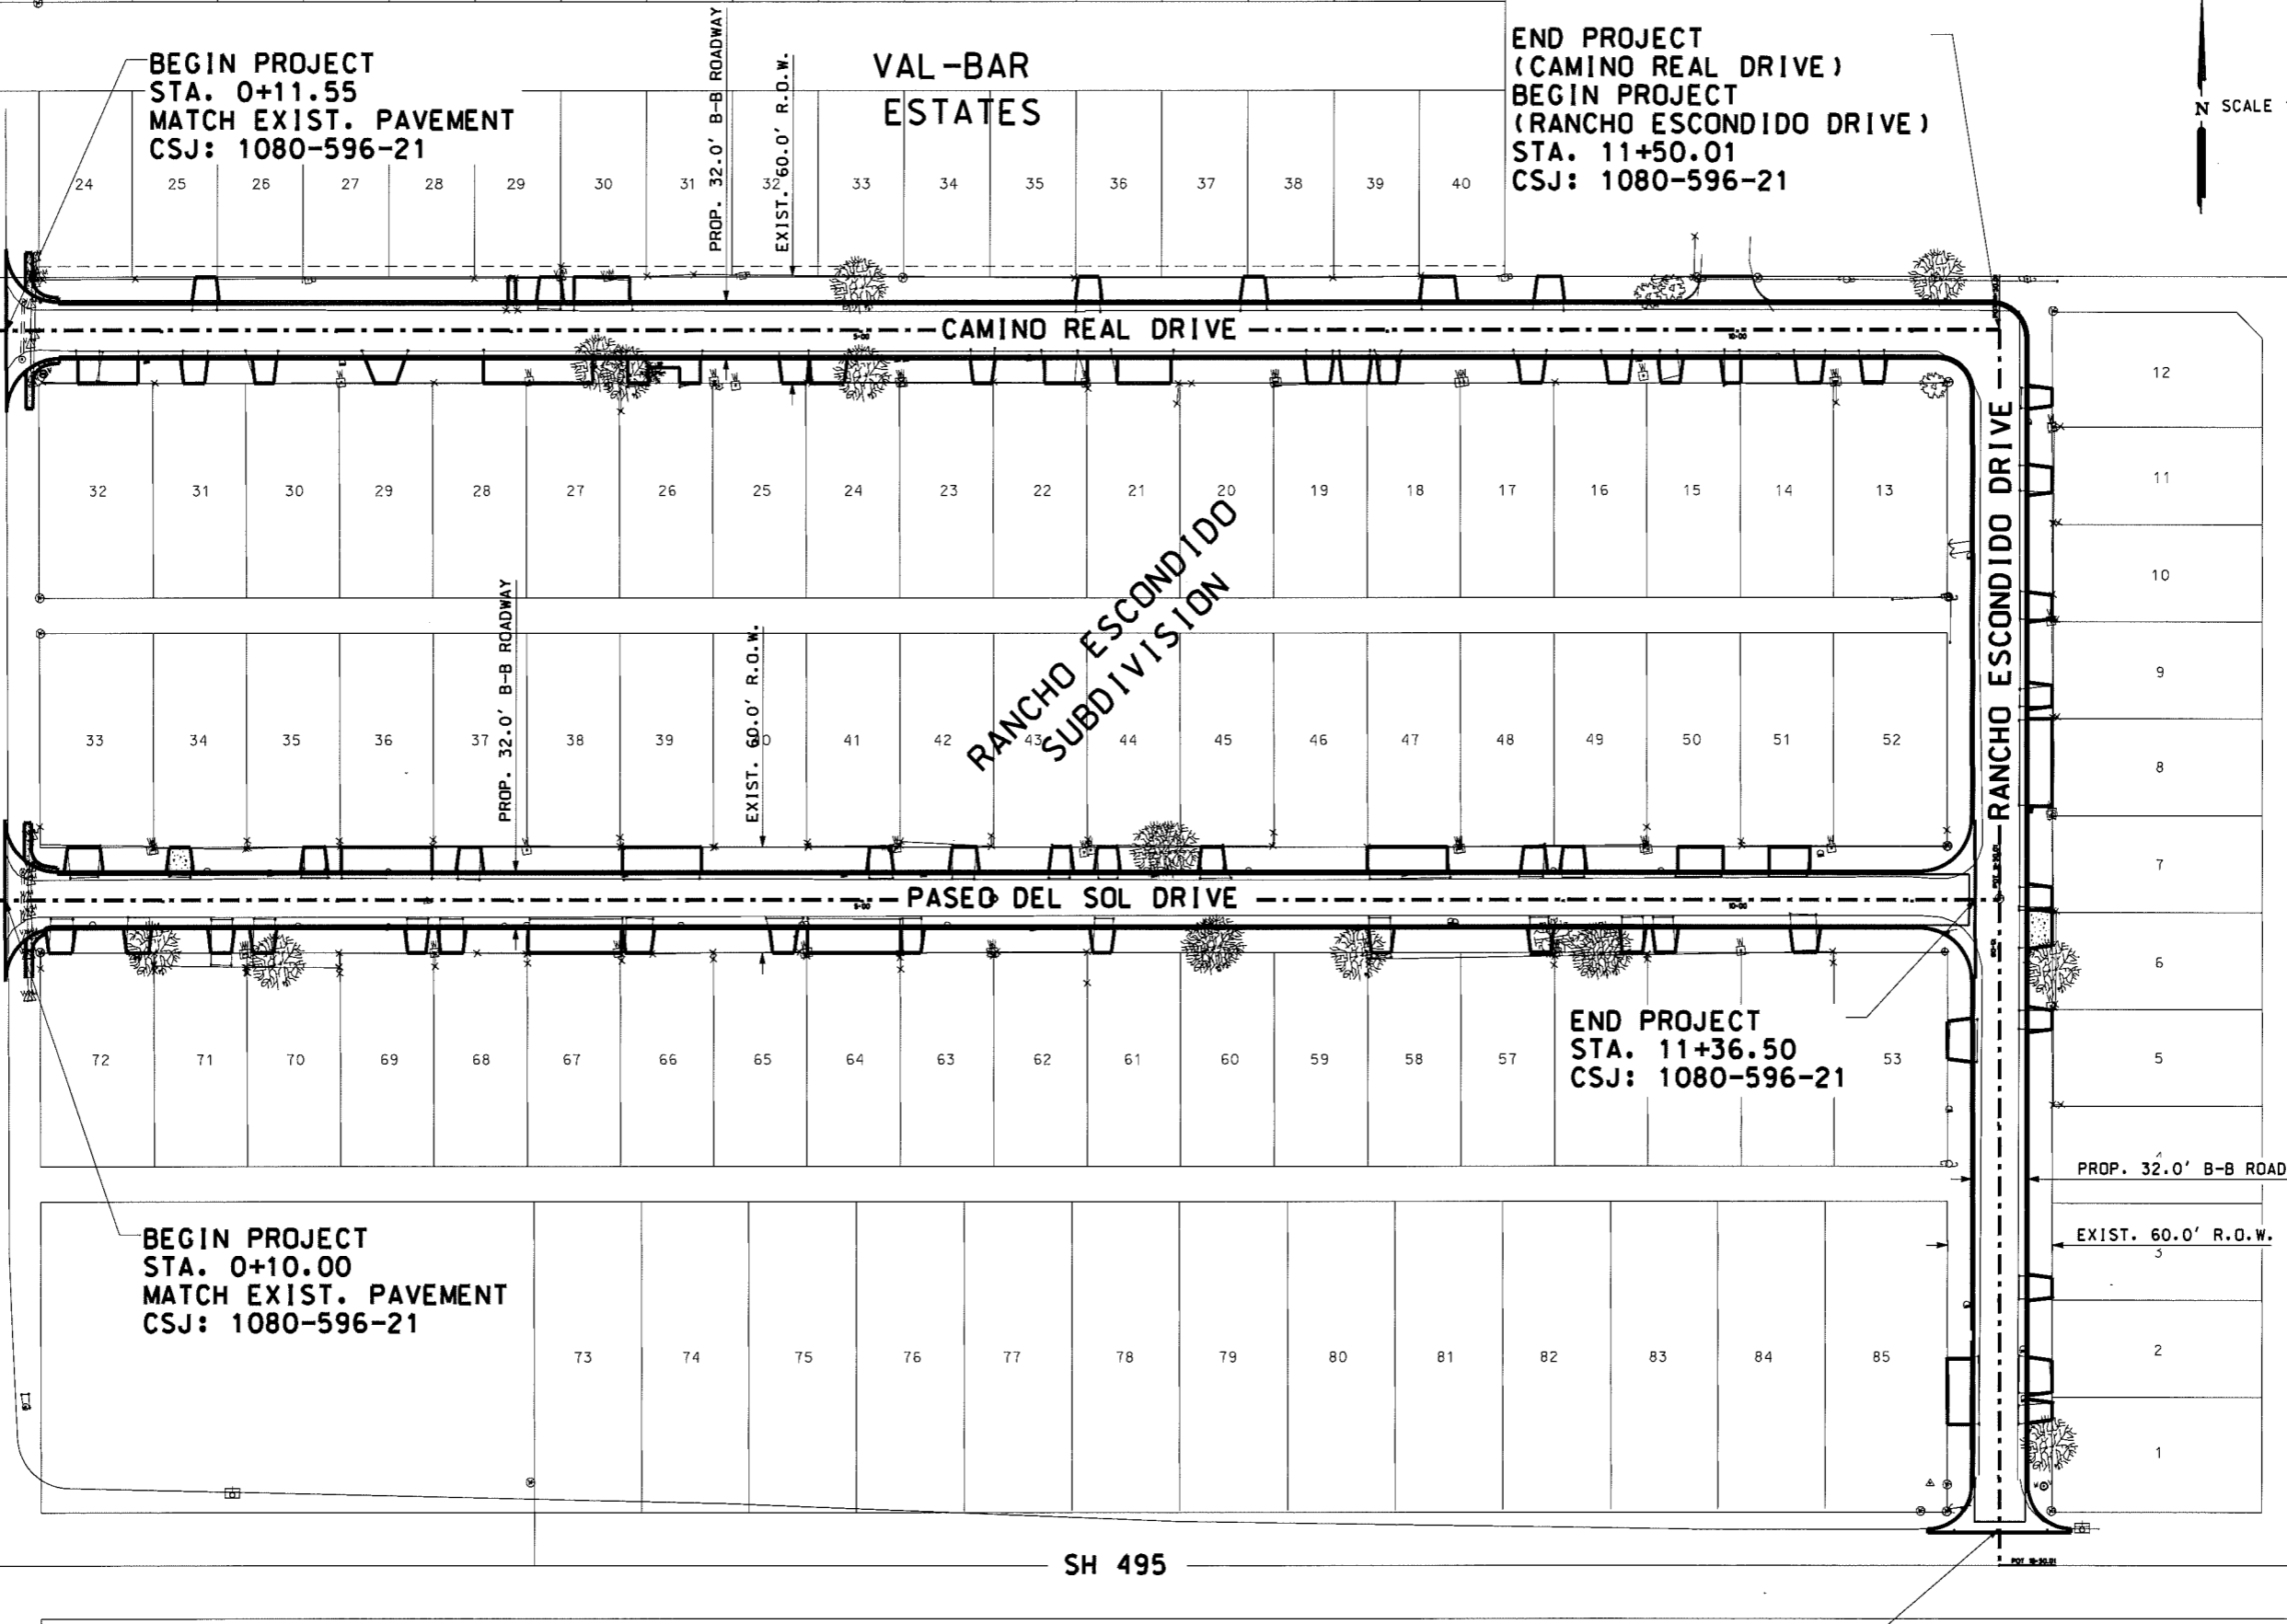 BEGIN PROJECT
STA. 0+11.55
MATCH EXIST. PAVEMENT
CSJ: 1080-596-21
PROP. 32.0' B-B ROADWAY
EXIST. 60.0' R.O.W.
VAL-BAR
ESTATES
END PROJECT
(CAMINO REAL DRIVE)
BEGIN PROJECT
(RANCHO ESCONDIDO DRIVE)
STA. 11+50.01
CSJ: 1080-596-21
N SCALE
24 25 26 27 28 29 30 31 32 33 34 35 36 37 38 39 40
5+00 CAMINO REAL DRIVE 10+00
12
RANCHO ESCONDIDO DRIVE
32 31 30 29 28 27 26 25 24 23 22 21 20 19 18 17 16 15 14 13
11
10
9
8
7
6
5
RANCHO ESCONDIDO
SUBDIVISION
PROP. 32.0' B-B ROADWAY
EXIST. 60.0' R.O.W.
33 34 35 36 37 38 39 40 41 42 43 44 45 46 47 48 49 50 51 52
5+00 PASEO DEL SOL DRIVE 10+00
END PROJECT
STA. 11+36.50
CSJ: 1080-596-21
72 71 70 69 68 67 66 65 64 63 62 61 60 59 58 57 53
4
PROP. 32.0' B-B ROAD
EXIST. 60.0' R.O.W.
3
2
1
BEGIN PROJECT
STA. 0+10.00
MATCH EXIST. PAVEMENT
CSJ: 1080-596-21
73 74 75 76 77 78 79 80 81 82 83 84 85
SH 495